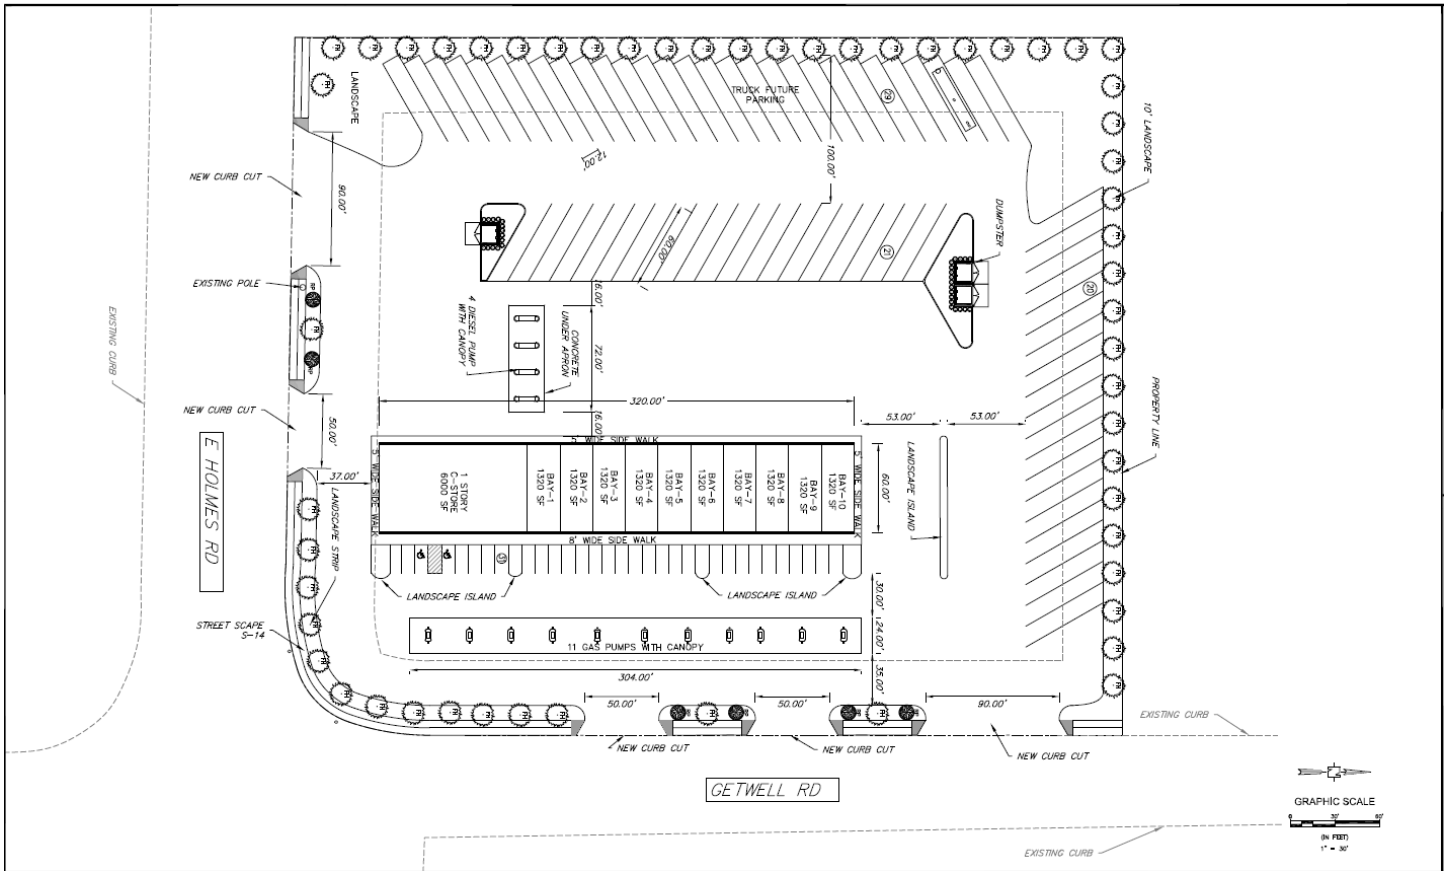 LANDSCAPE
TRUCK FUTURE
PARKING
29
10' LANDSCAPE
12.00'
100.00'
NEW CURB CUT
90.00'
DUMPSTER
60.00'
21
EXISTING POLE
20
16.00'
4 DIESEL PUMP
WITH CANOPY
CONCRETE
UNDER APRON
72.00'
16.00'
EXISTING CURB
PROPERTY LINE
NEW CURB CUT
50.00'
320.00'
53.00'
53.00'
E HOLMES RD
5' WIDE SIDE WALK
37.00'
5' WIDE SIDE WALK
1 STORY
C-STORE
6000 SF
BAY-1
1320 SF
BAY-2
1320 SF
BAY-3
1320 SF
BAY-4
1320 SF
BAY-5
1320 SF
BAY-6
1320 SF
BAY-7
1320 SF
BAY-8
1320 SF
BAY-9
1320 SF
BAY-10
1320 SF
5' WIDE SIDE WALK
60.00'
LANDSCAPE ISLAND
8' WIDE SIDE WALK
LANDSCAPE STRIP
LANDSCAPE ISLAND
LANDSCAPE ISLAND
30.00'
STREET SCAPE
S-14
11 GAS PUMPS WITH CANOPY
24.00'
304.00'
35.00'
50.00'
50.00'
90.00'
NEW CURB CUT
NEW CURB CUT
NEW CURB CUT
EXISTING CURB
GETWELL RD
EXISTING CURB
GRAPHIC SCALE
0 30' 60'
(IN FEET)
1" = 30'